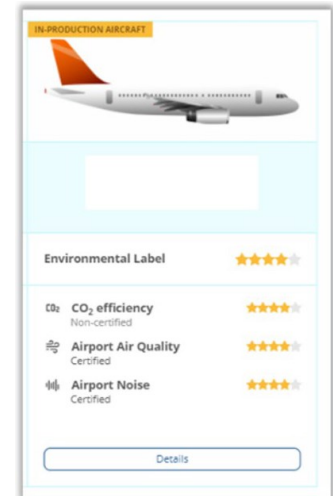 IN-PRODUCTION AIRCRAFT
Environmental Label
CO₂ CO₂ efficiency
Non-certified
Airport Air Quality
Certified
Airport Noise
Certified
Details